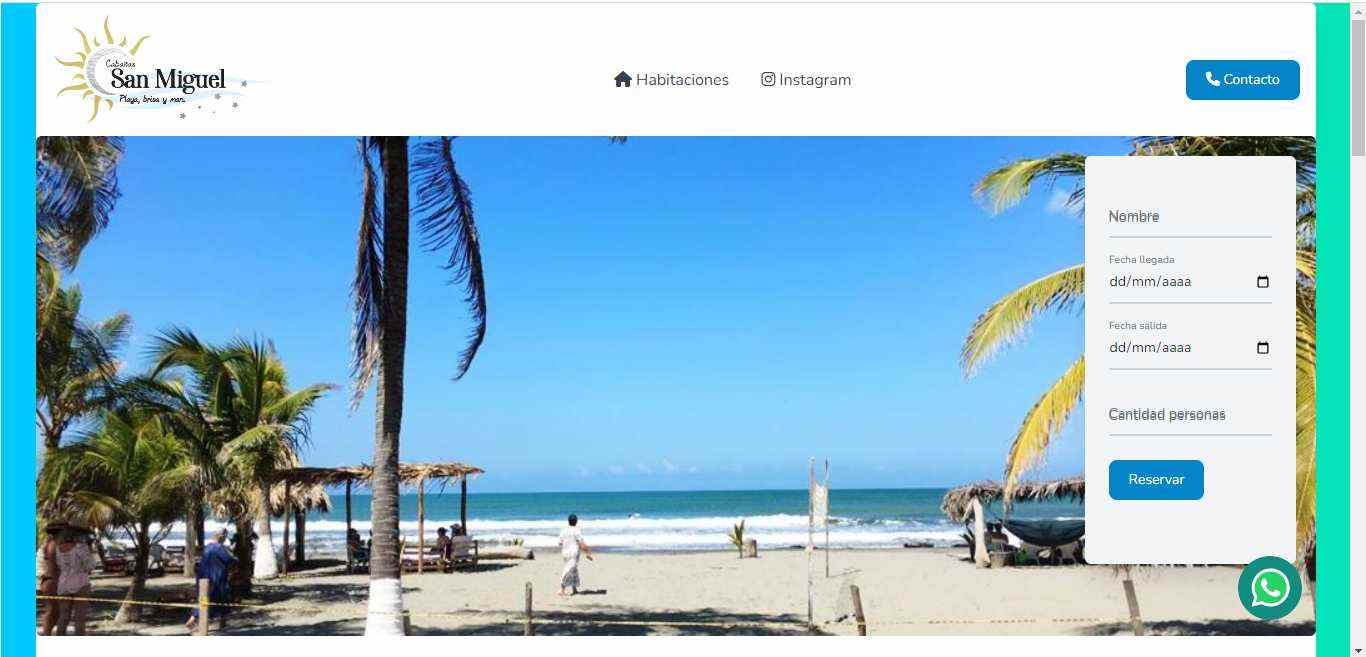 Cabañas
San Miguel
Playa, brisa y mar.
Habitaciones
Instagram
Contacto
Nombre
Fecha llegada
dd/mm/aaaa
Fecha salida
dd/mm/aaaa
Cantidad personas
Reservar